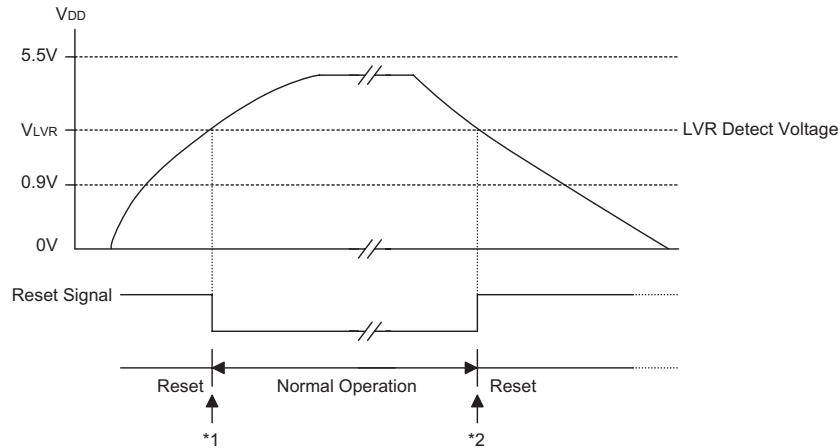 VDD
5.5V
VLVR
LVR Detect Voltage
0.9V
0V
Reset Signal
Reset
Normal Operation
Reset
*1
*2